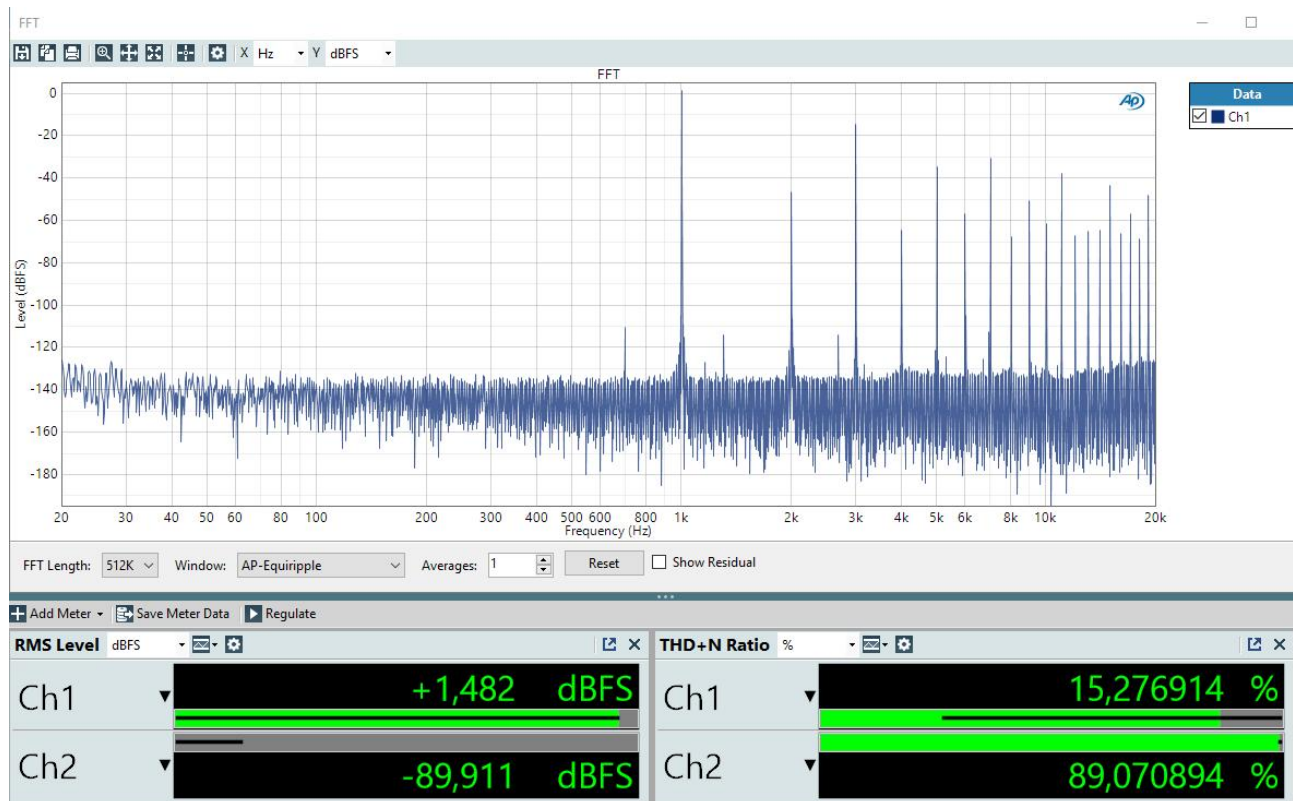 FFT
X Hz Y dBFS
FFT
AP
Data
Ch1
Level (dBFS)
0
-20
-40
-60
-80
-100
-120
-140
-160
-180
20 30 40 50 60 80 100 200 300 400 500 600 800 1k 2k 3k 4k 5k 6k 8k 10k 20k
Frequency (Hz)
FFT Length: 512K Window: AP-Equiripple Averages: 1 Reset Show Residual
Add Meter Save Meter Data Regulate
RMS Level dBFS
Ch1 +1,482 dBFS
Ch2 -89,911 dBFS
THD+N Ratio %
Ch1 15,276914 %
Ch2 89,070894 %